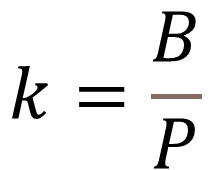 k = B/P